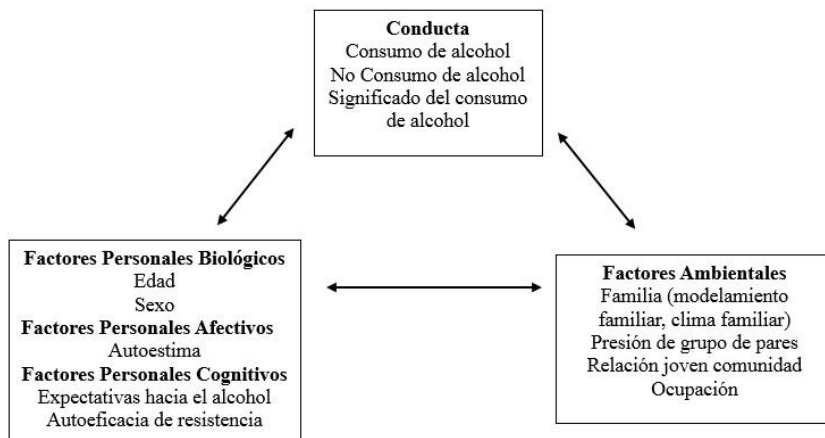 Conducta
Consumo de alcohol
No Consumo de alcohol
Significado del consumo
de alcohol
Factores Personales Biológicos
Edad
Sexo
Factores Personales Afectivos
Autoestima
Factores Personales Cognitivos
Expectativas hacia el alcohol
Autoeficacia de resistencia
Factores Ambientales
Familia (modelamiento
familiar, clima familiar)
Presión de grupo de pares
Relación joven comunidad
Ocupación